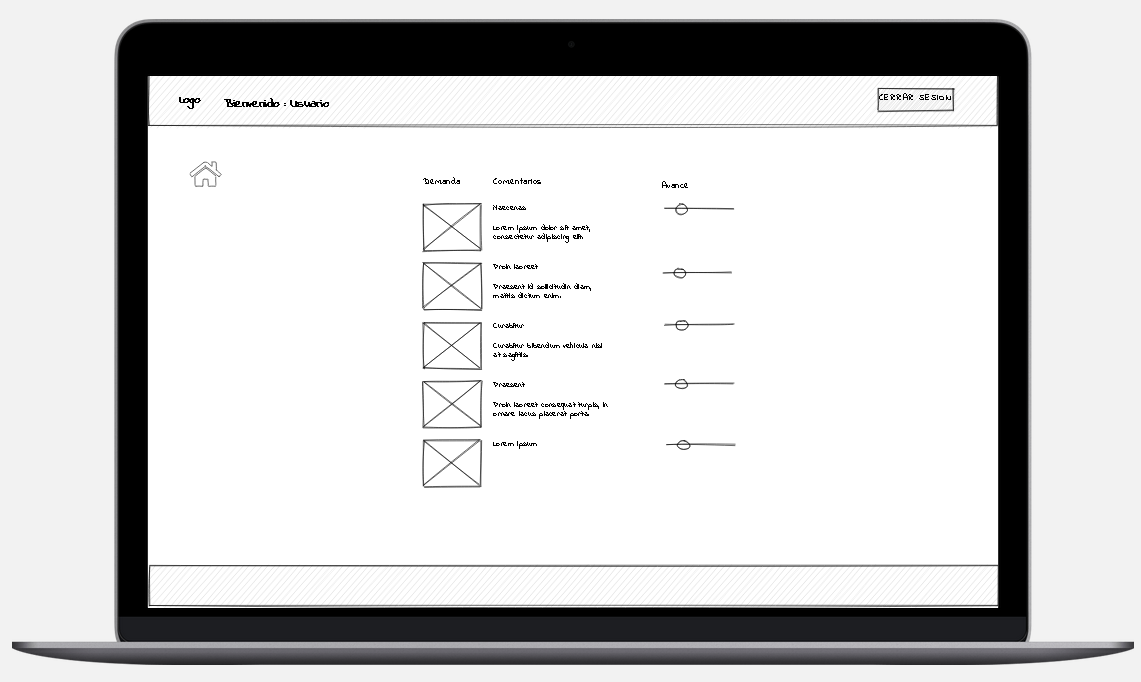 Logo
Bienvenido : Usuario
CERRAR SESION
Demanda
Comentarios
Avance
Maecenas
Lorem ipsum dolor sit amet,
consectetur adipiscing elit.
Proin laoreet
Praesent id sollicitudin diam,
mattis dictum enim.
Curabitur
Curabitur bibendum vehicula nisl
at sagittis
Praesent
Proin laoreet consequat turpis, in
ornare lacus placerat porta
Lorem ipsum